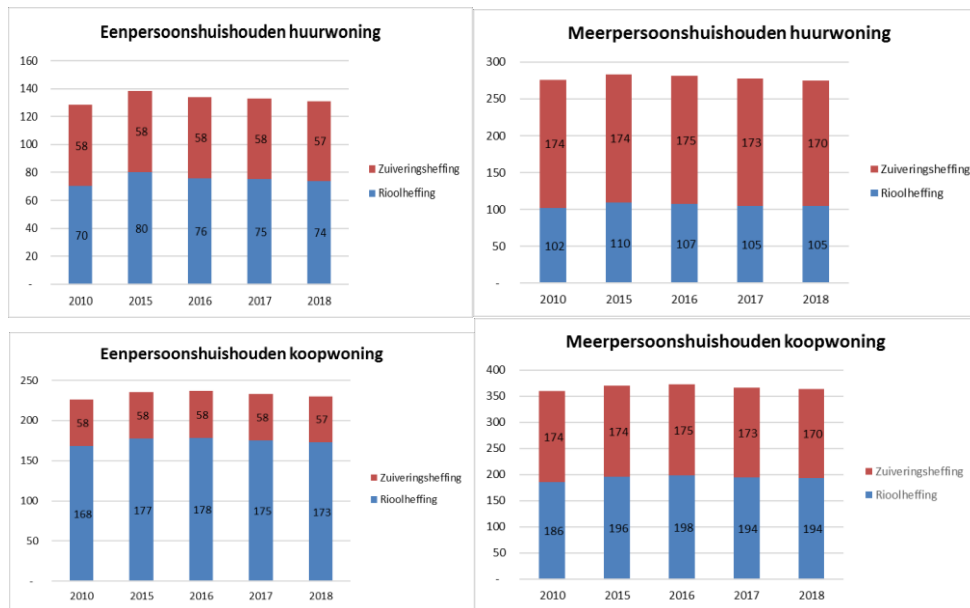 Eenpersoonshuishouden huurwoning
160
140
120
100
80
60
40
20
-
58 58 58 58 57
70 80 76 75 74
2010 2015 2016 2017 2018
Zuiveringsheffing
Rioolheffing
Meerpersoonshuishouden huurwoning
300
250
200
150
100
50
-
174 174 175 173 170
102 110 107 105 105
2010 2015 2016 2017 2018
Zuiveringsheffing
Rioolheffing
Eenpersoonshuishouden koopwoning
250
200
150
100
50
-
58 58 58 58 57
168 177 178 175 173
2010 2015 2016 2017 2018
Zuiveringsheffing
Rioolheffing
Meerpersoonshuishouden koopwoning
400
350
300
250
200
150
100
50
-
174 174 175 173 170
186 196 198 194 194
2010 2015 2016 2017 2018
Zuiveringsheffing
Rioolheffing